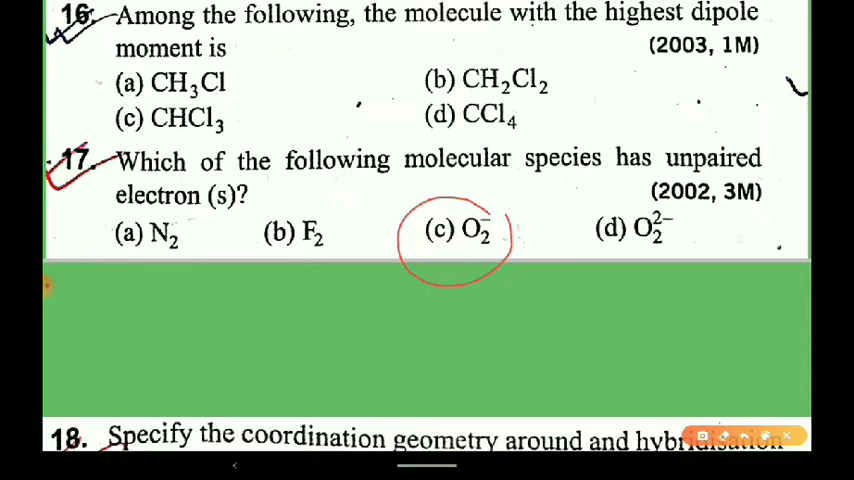 16. Among the following, the molecule with the highest dipole
moment is (2003, 1M)
(a) CH₃Cl (b) CH₂Cl₂
(c) CHCl₃ (d) CCl₄
17. Which of the following molecular species has unpaired
electron (s)? (2002, 3M)
(a) N₂ (b) F₂ (c) O₂⁻ (d) O₂²⁻
18. Specify the coordination geometry around and hybridisation